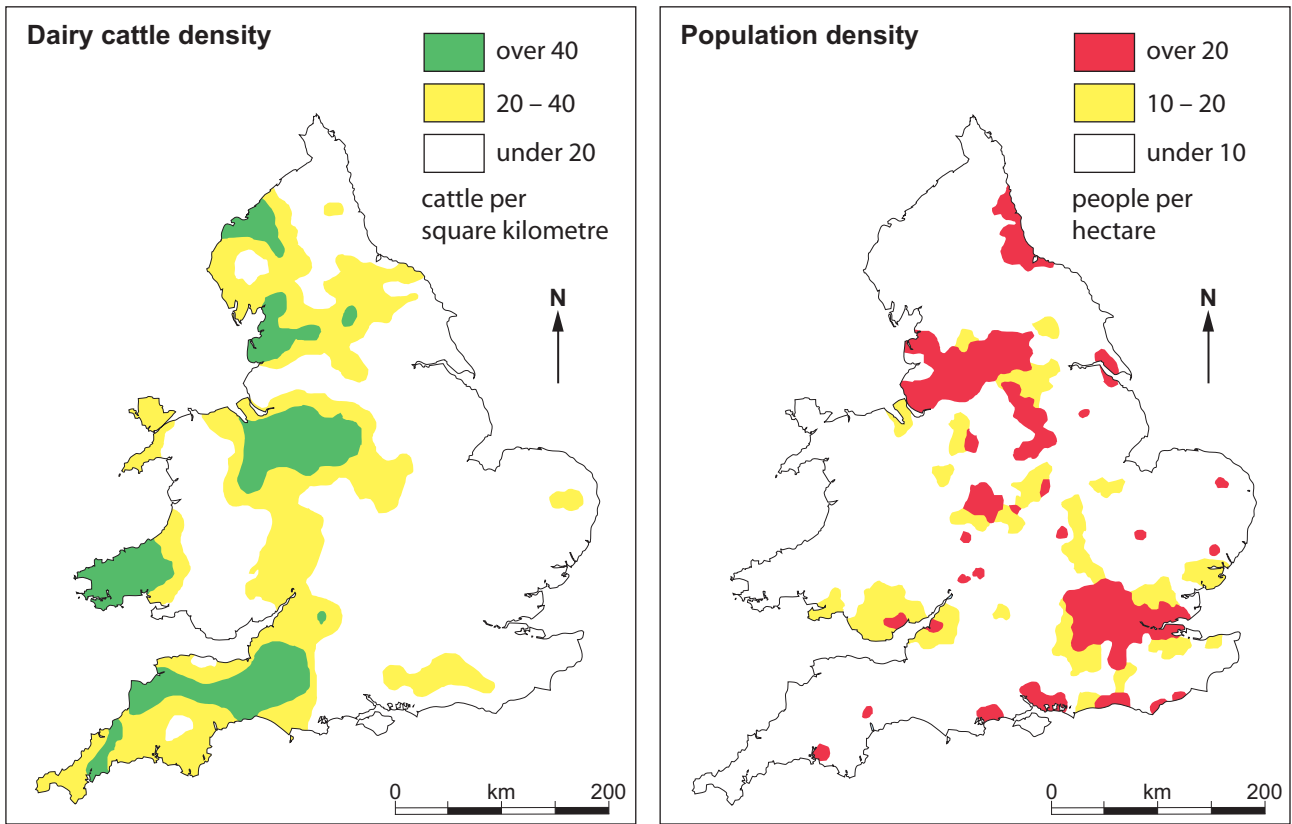 Dairy cattle density
over 40
20 – 40
under 20
cattle per
square kilometre
N
0 km 200
Population density
over 20
10 – 20
under 10
people per
hectare
N
0 km 200